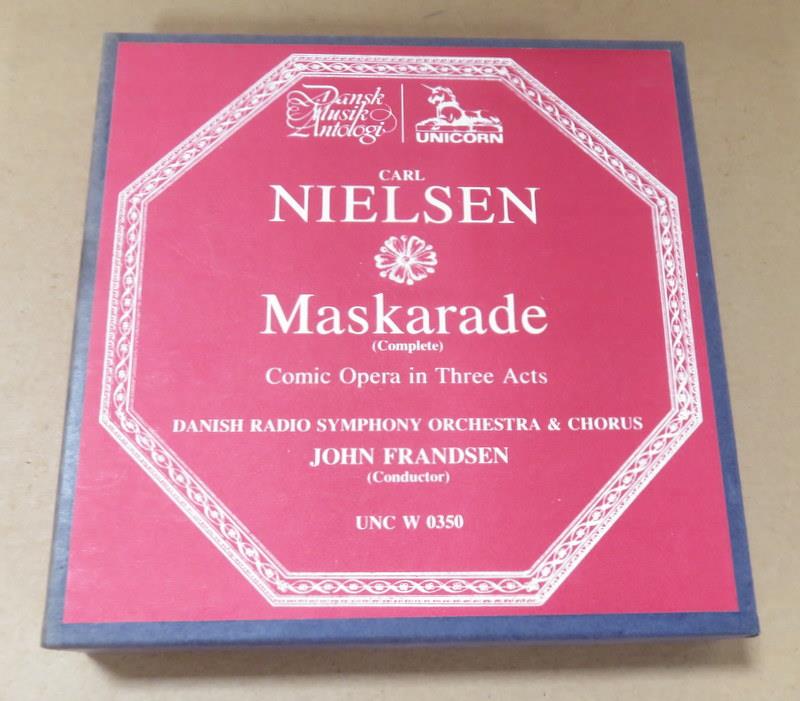 Dansk
Musik
Antologi
UNICORN
CARL
NIELSEN
Maskarade
(Complete)
Comic Opera in Three Acts
DANISH RADIO SYMPHONY ORCHESTRA & CHORUS
JOHN FRANDSEN
(Conductor)
UNC W 0350